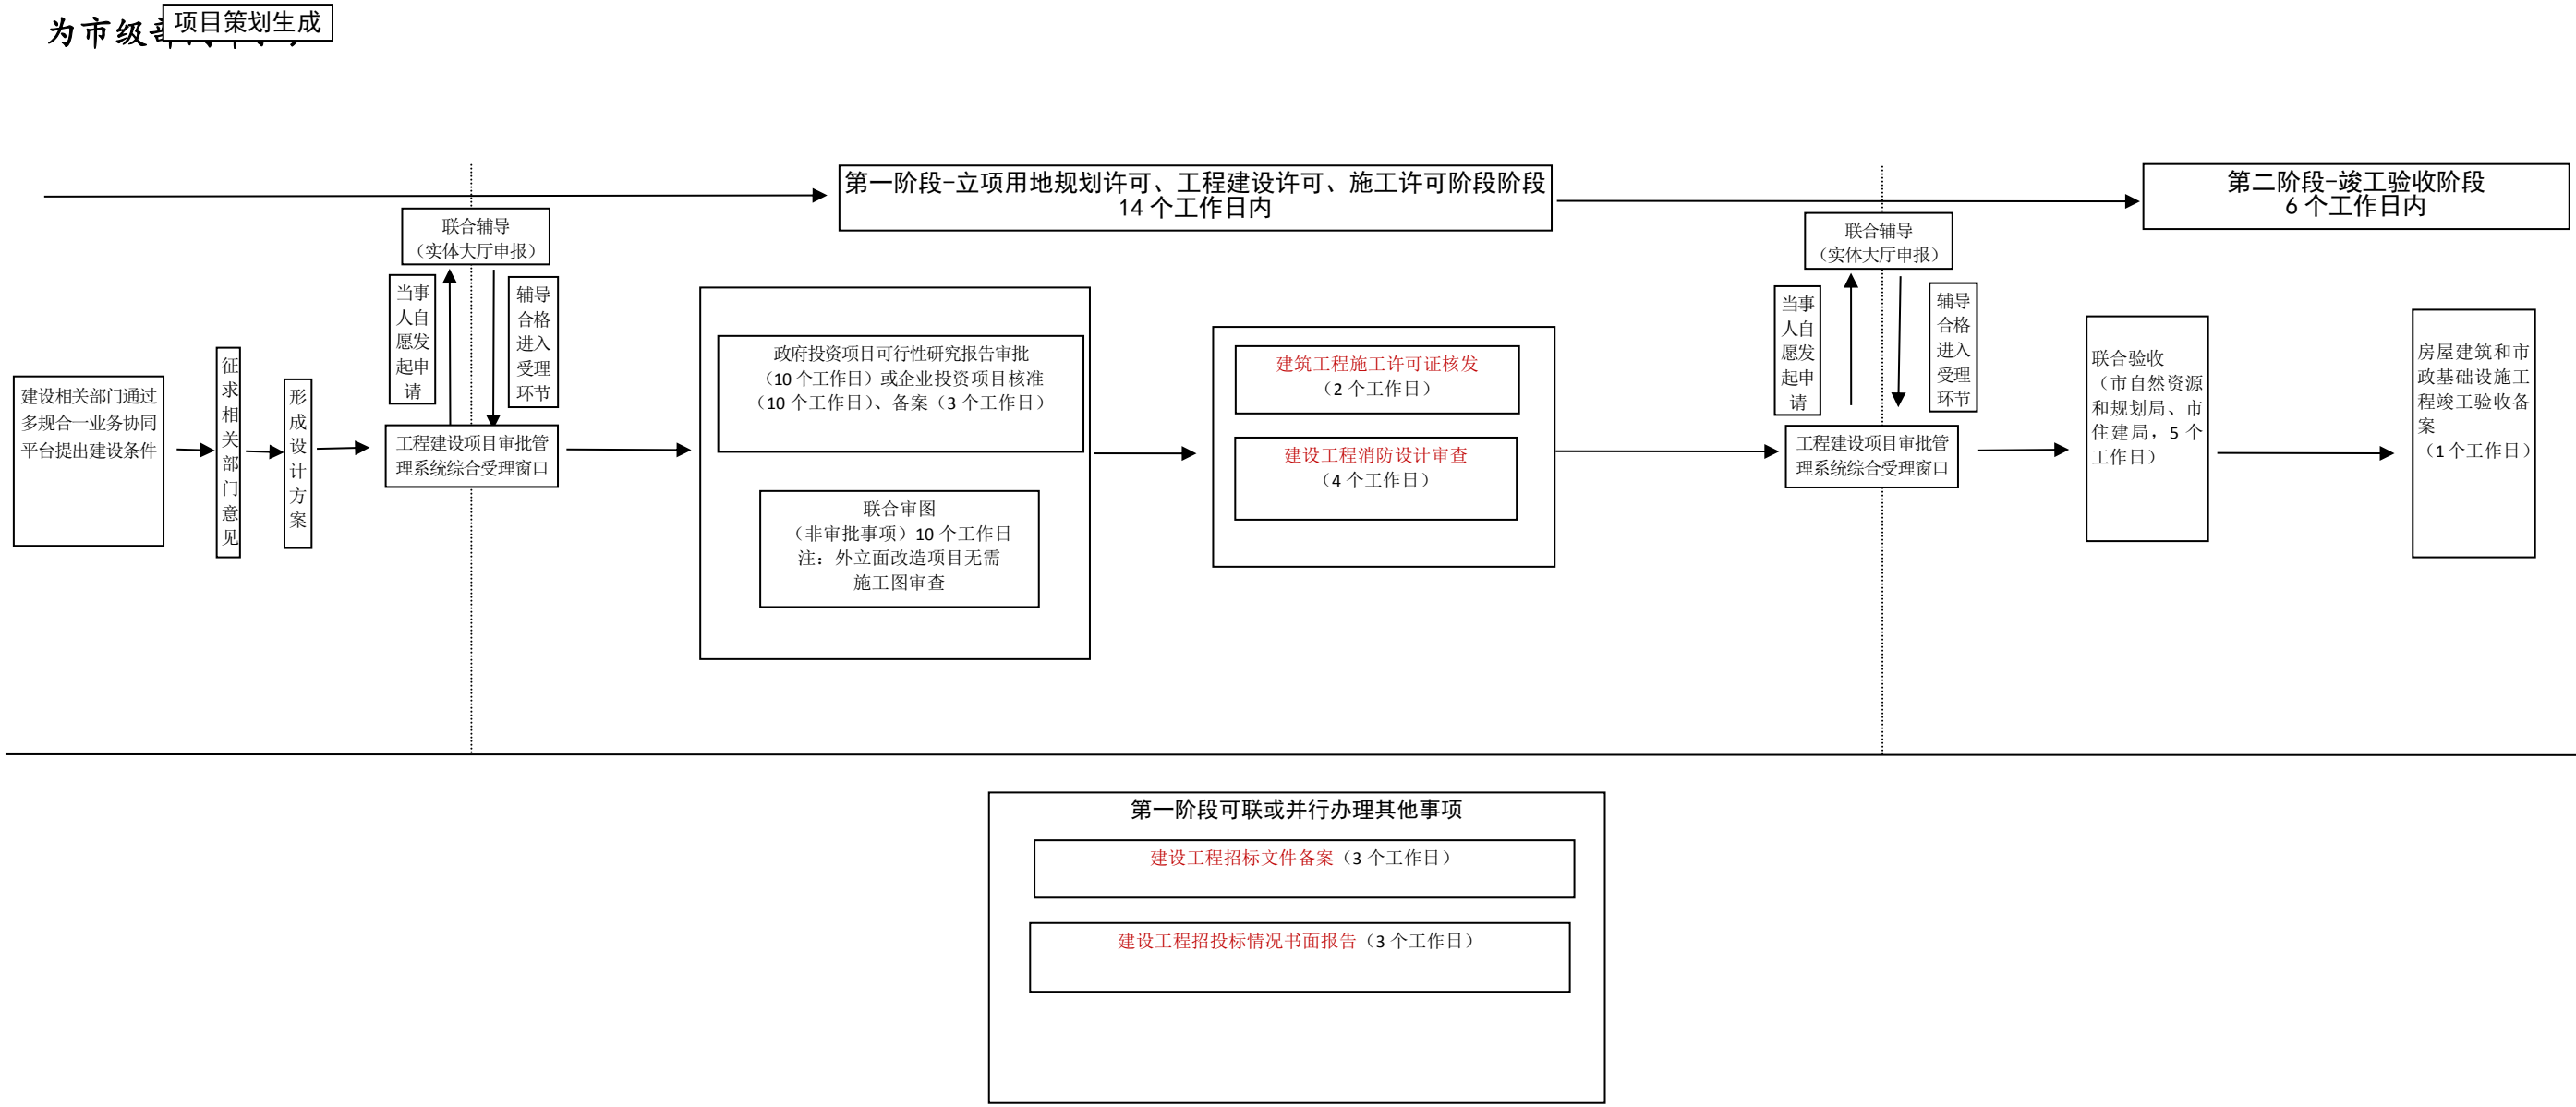 为市级
项目策划生成
第一阶段-立项用地规划许可、工程建设许可、施工许可阶段阶段
14 个工作日内
第二阶段-竣工验收阶段
6 个工作日内
联合辅导
（实体大厅申报）
当事
人自
愿发
起申
请
辅导
合格
进入
受理
环节
建设相关部门通过
多规合一业务协同
平台提出建设条件
征
求
相
关
部
门
意
见
形
成
设
计
方
案
工程建设项目审批管
理系统综合受理窗口
政府投资项目可行性研究报告审批
（10 个工作日）或企业投资项目核准
（10 个工作日）、备案（3 个工作日）
联合审图
（非审批事项）10 个工作日
注：外立面改造项目无需
施工图审查
建筑工程施工许可证核发
（2 个工作日）
建设工程消防设计审查
（4 个工作日）
联合辅导
（实体大厅申报）
当事
人自
愿发
起申
请
辅导
合格
进入
受理
环节
工程建设项目审批管
理系统综合受理窗口
联合验收
（市自然资源
和规划局、市
住建局，5 个
工作日）
房屋建筑和市
政基础设施工
程竣工验收备
案
（1 个工作日）
第一阶段可联或并行办理其他事项
建设工程招标文件备案（3 个工作日）
建设工程招投标情况书面报告（3 个工作日）